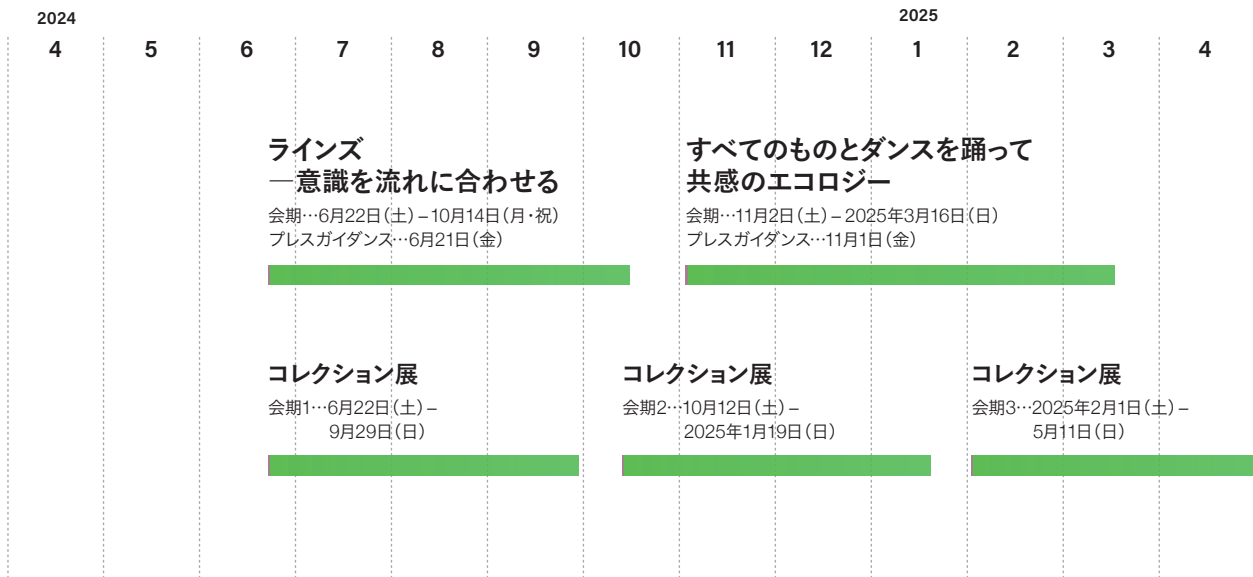 2024
2025
4 5 6 7 8 9 10 11 12 1 2 3 4
ラインズ
―意識を流れに合わせる
会期…6月22日(土)–10月14日(月・祝)
プレスガイダンス…6月21日(金)
すべてのものとダンスを踊って
共感のエコロジー
会期…11月2日(土)–2025年3月16日(日)
プレスガイダンス…11月1日(金)
コレクション展
会期1…6月22日(土)–
9月29日(日)
コレクション展
会期2…10月12日(土)–
2025年1月19日(日)
コレクション展
会期3…2025年2月1日(土)–
5月11日(日)